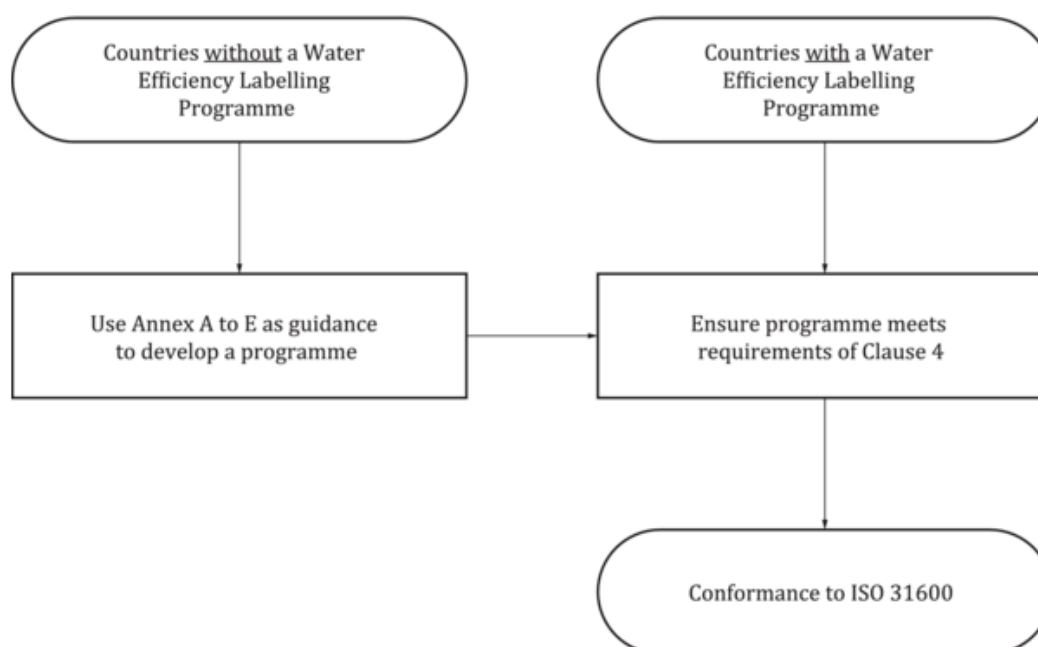 Countries without a Water
Efficiency Labelling
Programme
Countries with a Water
Efficiency Labelling
Programme
Use Annex A to E as guidance
to develop a programme
Ensure programme meets
requirements of Clause 4
Conformance to ISO 31600